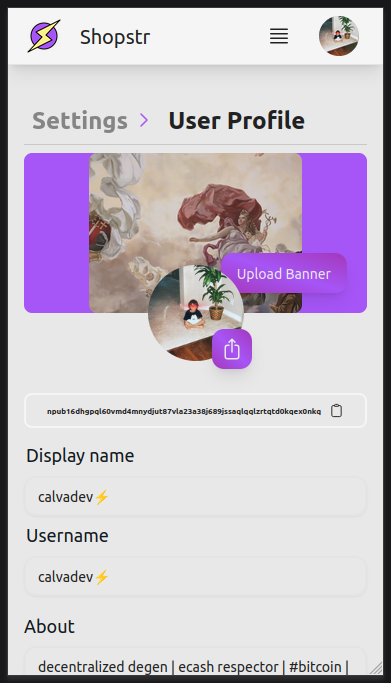 Shopstr
Settings > User Profile
Upload Banner
npub16dhgpql60vmd4mnydjut87vla23a38j689jssaqlqqlzrtqtd0kqex0nkq
Display name
calvadev⚡
Username
calvadev⚡
About
decentralized degen | ecash respector | #bitcoin |